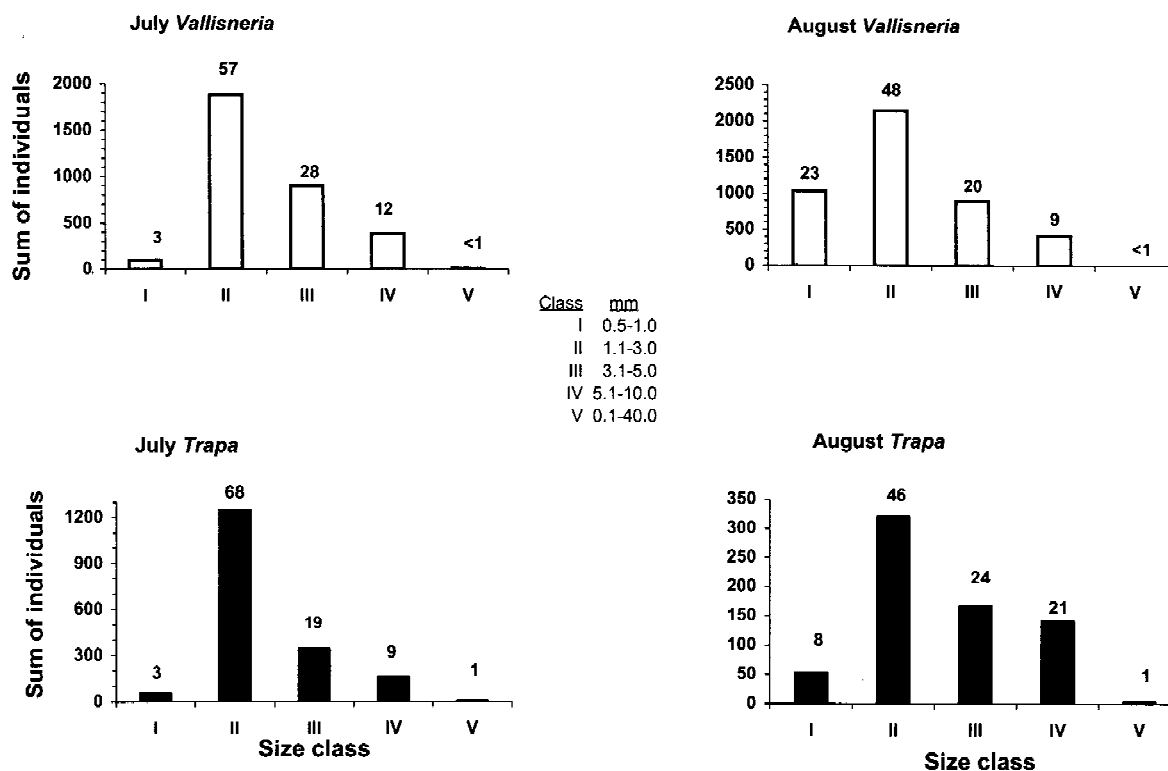 July Vallisneria
Sum of individuals
2000
1500
1000
500
0
3
57
28
12
<1
I II III IV V
August Vallisneria
2500
2000
1500
1000
500
0
23
48
20
9
<1
I II III IV V
Class mm
I 0.5-1.0
II 1.1-3.0
III 3.1-5.0
IV 5.1-10.0
V 0.1-40.0
July Trapa
Sum of individuals
1200
900
600
300
0
3
68
19
9
1
I II III IV V
Size class
August Trapa
350
300
250
200
150
100
50
0
8
46
24
21
1
I II III IV V
Size class